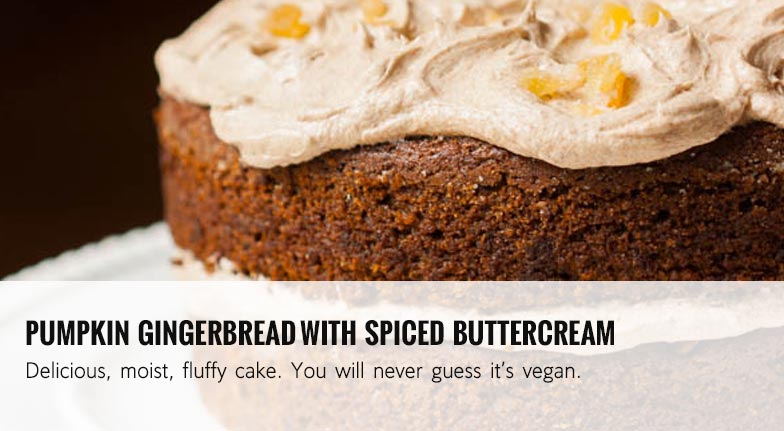 PUMPKIN GINGERBREAD WITH SPICED BUTTERCREAM
Delicious, moist, fluffy cake. You will never guess it's vegan.